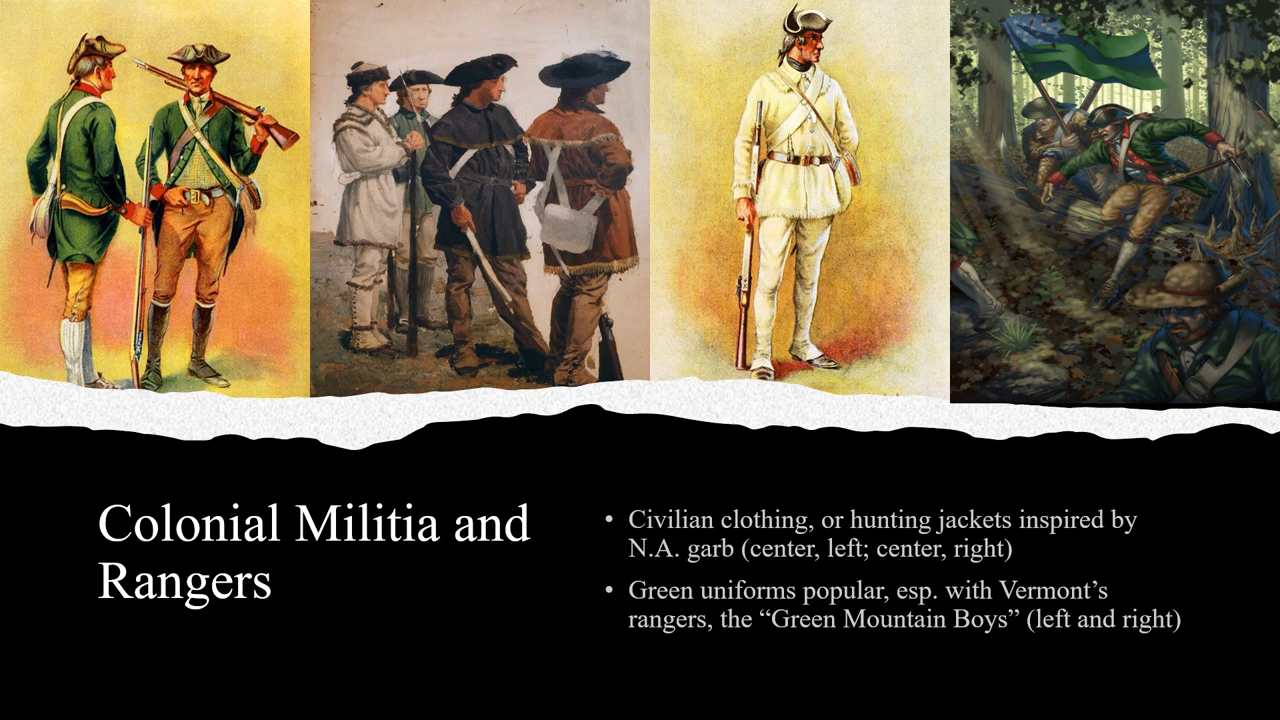 Colonial Militia and
Rangers
• Civilian clothing, or hunting jackets inspired by
N.A. garb (center, left; center, right)
• Green uniforms popular, esp. with Vermont’s
rangers, the “Green Mountain Boys” (left and right)